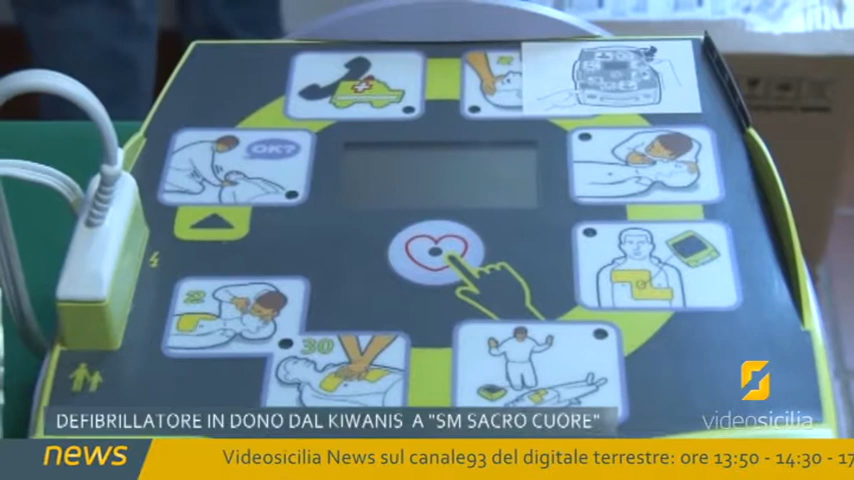 OK?
2
30
DEFIBRILLATORE IN DONO DAL KIWANIS A "SM SACRO CUORE"
videosicilia
news
Videosicilia News sul canale93 del digitale terrestre: ore 13:50 - 14:30 - 17